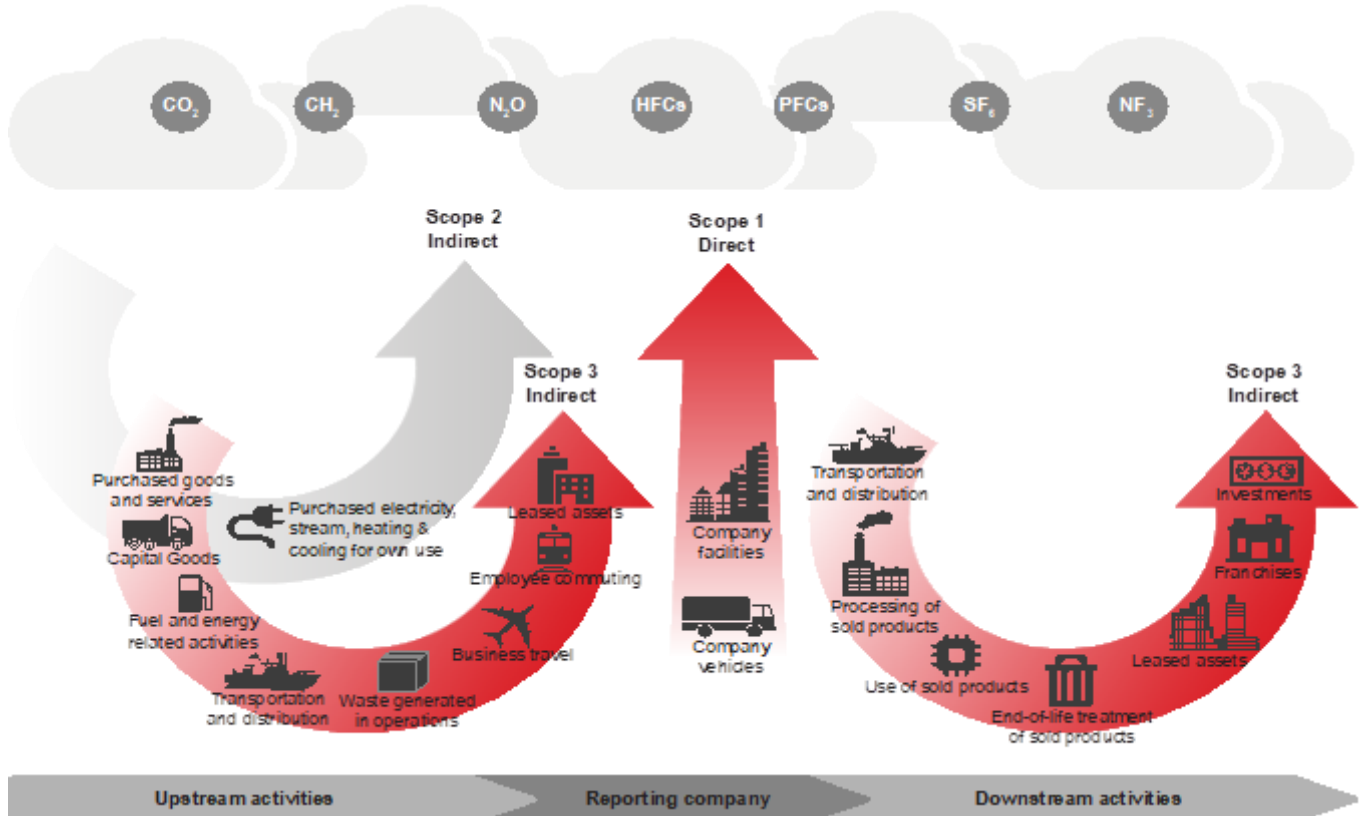 CO₂
CH₂
N₂O
HFCs
PFCs
SF₆
NF₃
Scope 2
Indirect
Scope 1
Direct
Scope 3
Indirect
Scope 3
Indirect
Purchased goods
and services
Capital Goods
Fuel and energy
related activities
Transportation
and distribution
Waste generated
in operations
Business travel
Employee commuting
Leased assets
Purchased electricity,
stream, heating &
cooling for own use
Company
facilities
Company
vehicles
Transportation
and distribution
Processing of
sold products
Use of sold products
End-of-life treatment
of sold products
Leased assets
Franchises
Investments
Upstream activities
Reporting company
Downstream activities